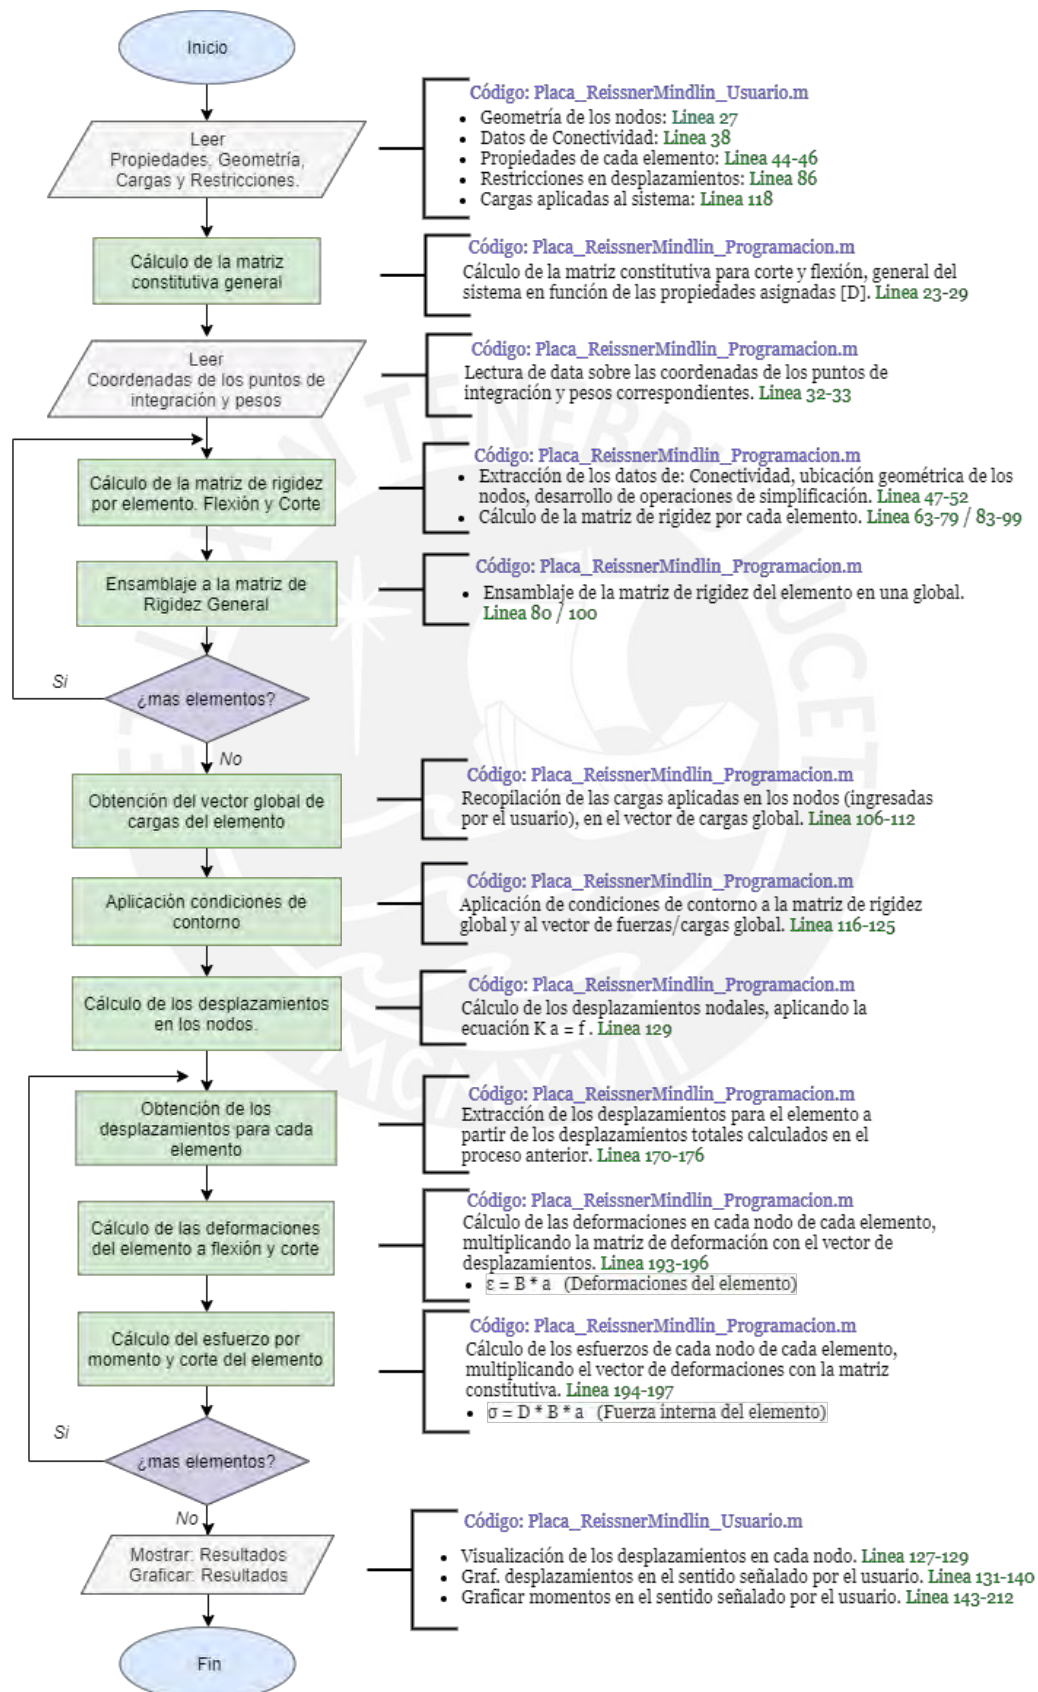 Inicio
Código: Placa_ReissnerMindlin_Usuario.m
• Geometría de los nodos: Linea 27
• Datos de Conectividad: Linea 38
• Propiedades de cada elemento: Linea 44-46
• Restricciones en desplazamientos: Linea 86
• Cargas aplicadas al sistema: Linea 118
Leer
Propiedades, Geometría,
Cargas y Restricciones.
Código: Placa_ReissnerMindlin_Programacion.m
Cálculo de la matriz constitutiva para corte y flexión, general del
sistema en función de las propiedades asignadas [D]. Linea 23-29
Cálculo de la matriz
constitutiva general
Código: Placa_ReissnerMindlin_Programacion.m
Lectura de data sobre las coordenadas de los puntos de
integración y pesos correspondientes. Linea 32-33
Leer
Coordenadas de los puntos de
integración y pesos
Código: Placa_ReissnerMindlin_Programacion.m
• Extracción de los datos de: Conectividad, ubicación geométrica de los
nodos, desarrollo de operaciones de simplificación. Linea 47-52
• Cálculo de la matriz de rigidez por cada elemento. Linea 63-79 / 83-99
Cálculo de la matriz de rigidez
por elemento. Flexión y Corte
Código: Placa_ReissnerMindlin_Programacion.m
• Ensamblaje de la matriz de rigidez del elemento en una global.
Linea 80 / 100
Ensamblaje a la matriz de
Rigidez General
Si
¿mas elementos?
No
Código: Placa_ReissnerMindlin_Programacion.m
Recopilación de las cargas aplicadas en los nodos (ingresadas
por el usuario), en el vector de cargas global. Linea 106-112
Obtención del vector global de
cargas del elemento
Código: Placa_ReissnerMindlin_Programacion.m
Aplicación de condiciones de contorno a la matriz de rigidez
global y al vector de fuerzas/cargas global. Linea 116-125
Aplicación condiciones de
contorno
Código: Placa_ReissnerMindlin_Programacion.m
Cálculo de los desplazamientos nodales, aplicando la
ecuación K a = f . Linea 129
Cálculo de los desplazamientos
en los nodos.
Código: Placa_ReissnerMindlin_Programacion.m
Extracción de los desplazamientos para el elemento a
partir de los desplazamientos totales calculados en el
proceso anterior. Linea 170-176
Obtención de los
desplazamientos para cada
elemento
Código: Placa_ReissnerMindlin_Programacion.m
Cálculo de las deformaciones en cada nodo de cada elemento,
multiplicando la matriz de deformación con el vector de
desplazamientos. Linea 193-196
• ε = B * a (Deformaciones del elemento)
Cálculo de las deformaciones
del elemento a flexión y corte
Código: Placa_ReissnerMindlin_Programacion.m
Cálculo de los esfuerzos de cada nodo de cada elemento,
multiplicando el vector de deformaciones con la matriz
constitutiva. Linea 194-197
• σ = D * B * a (Fuerza interna del elemento)
Cálculo del esfuerzo por
momento y corte del elemento
Si
¿mas elementos?
No
Código: Placa_ReissnerMindlin_Usuario.m
• Visualización de los desplazamientos en cada nodo. Linea 127-129
• Graf. desplazamientos en el sentido señalado por el usuario. Linea 131-140
• Graficar momentos en el sentido señalado por el usuario. Linea 143-212
Mostrar: Resultados
Graficar: Resultados
Fin
ET LUX IN TENEBRIS LUCET
MCMXVII